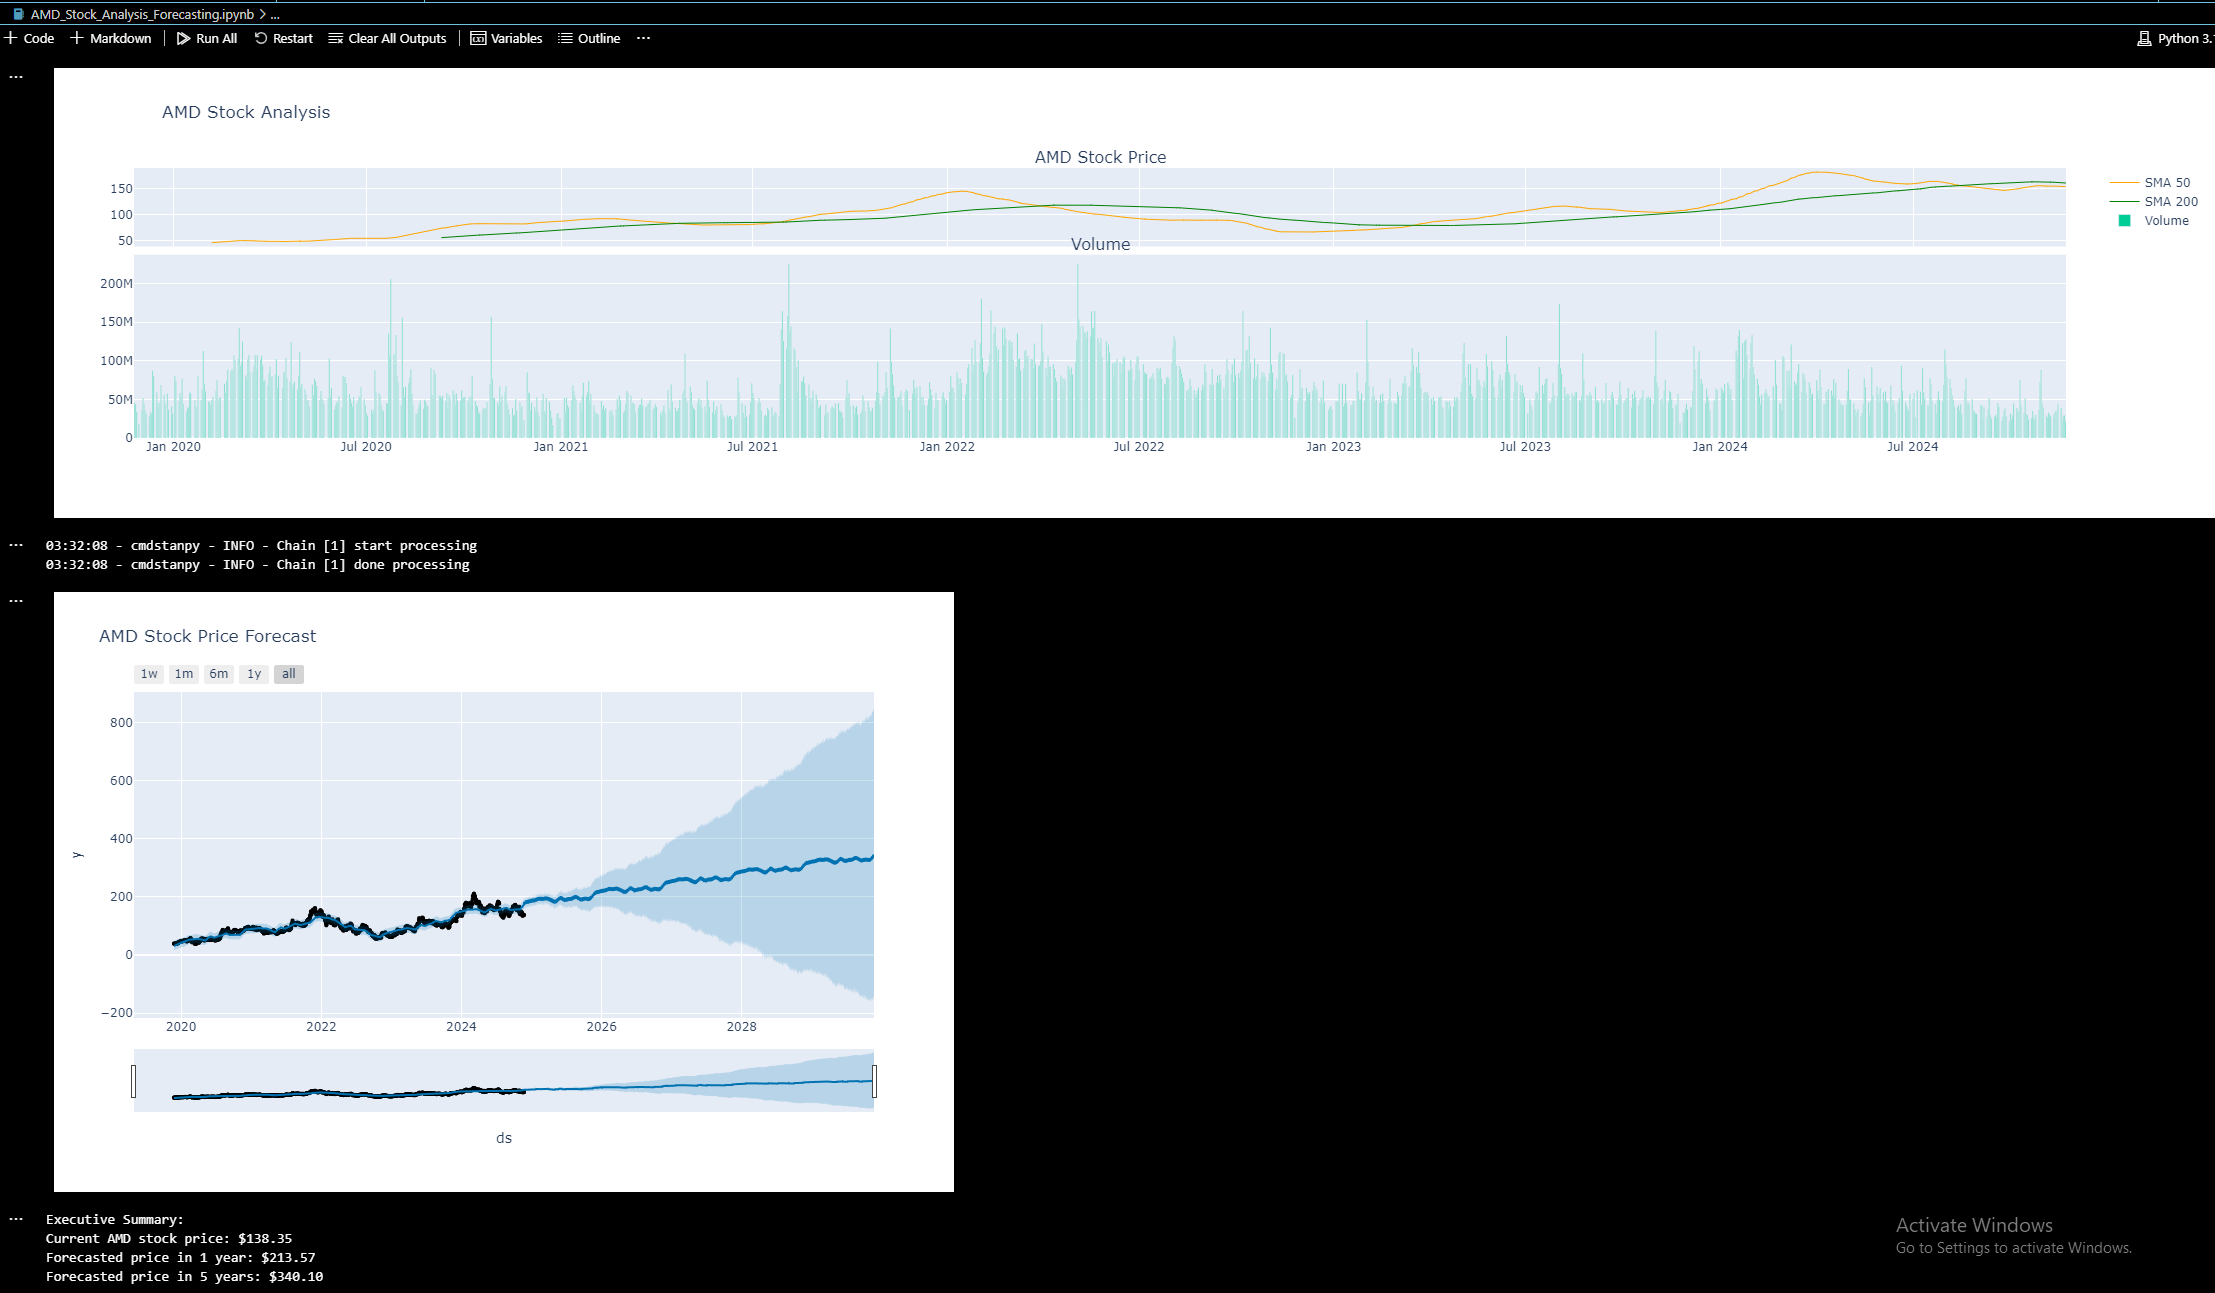 AMD_Stock_Analysis_Forecasting.ipynb > ...
+ Code + Markdown Run All Restart Clear All Outputs Variables Outline ...
Python 3.
AMD Stock Analysis
AMD Stock Price
150
100
50
SMA 50
SMA 200
Volume
Volume
200M
150M
100M
50M
0
Jan 2020 Jul 2020 Jan 2021 Jul 2021 Jan 2022 Jul 2022 Jan 2023 Jul 2023 Jan 2024 Jul 2024
03:32:08 - cmdstanpy - INFO - Chain [1] start processing
03:32:08 - cmdstanpy - INFO - Chain [1] done processing
AMD Stock Price Forecast
1w 1m 6m 1y all
800
600
400
200
0
−200
y
2020 2022 2024 2026 2028
ds
Executive Summary:
Current AMD stock price: $138.35
Forecasted price in 1 year: $213.57
Forecasted price in 5 years: $340.10
Activate Windows
Go to Settings to activate Windows.